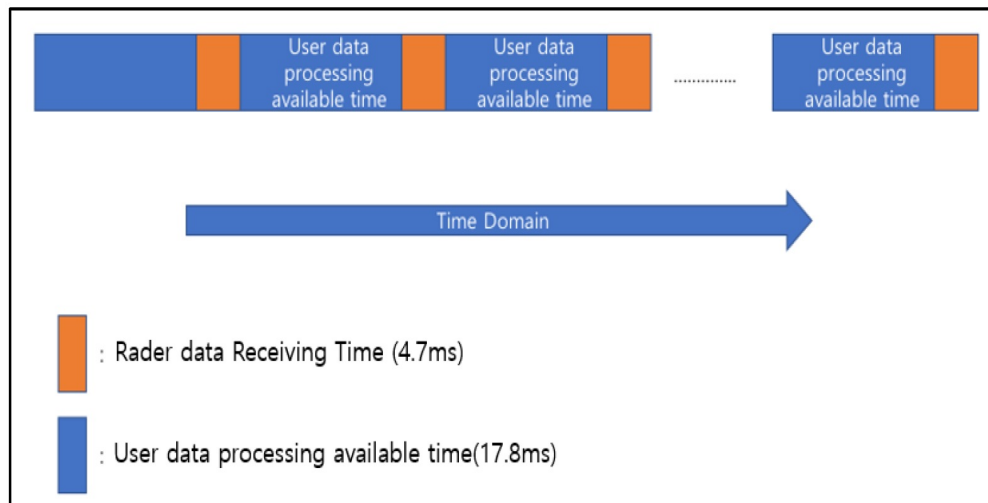 User data
processing
available time
User data
processing
available time
..............
User data
processing
available time
Time Domain
: Rader data Receiving Time (4.7ms)
: User data processing available time(17.8ms)